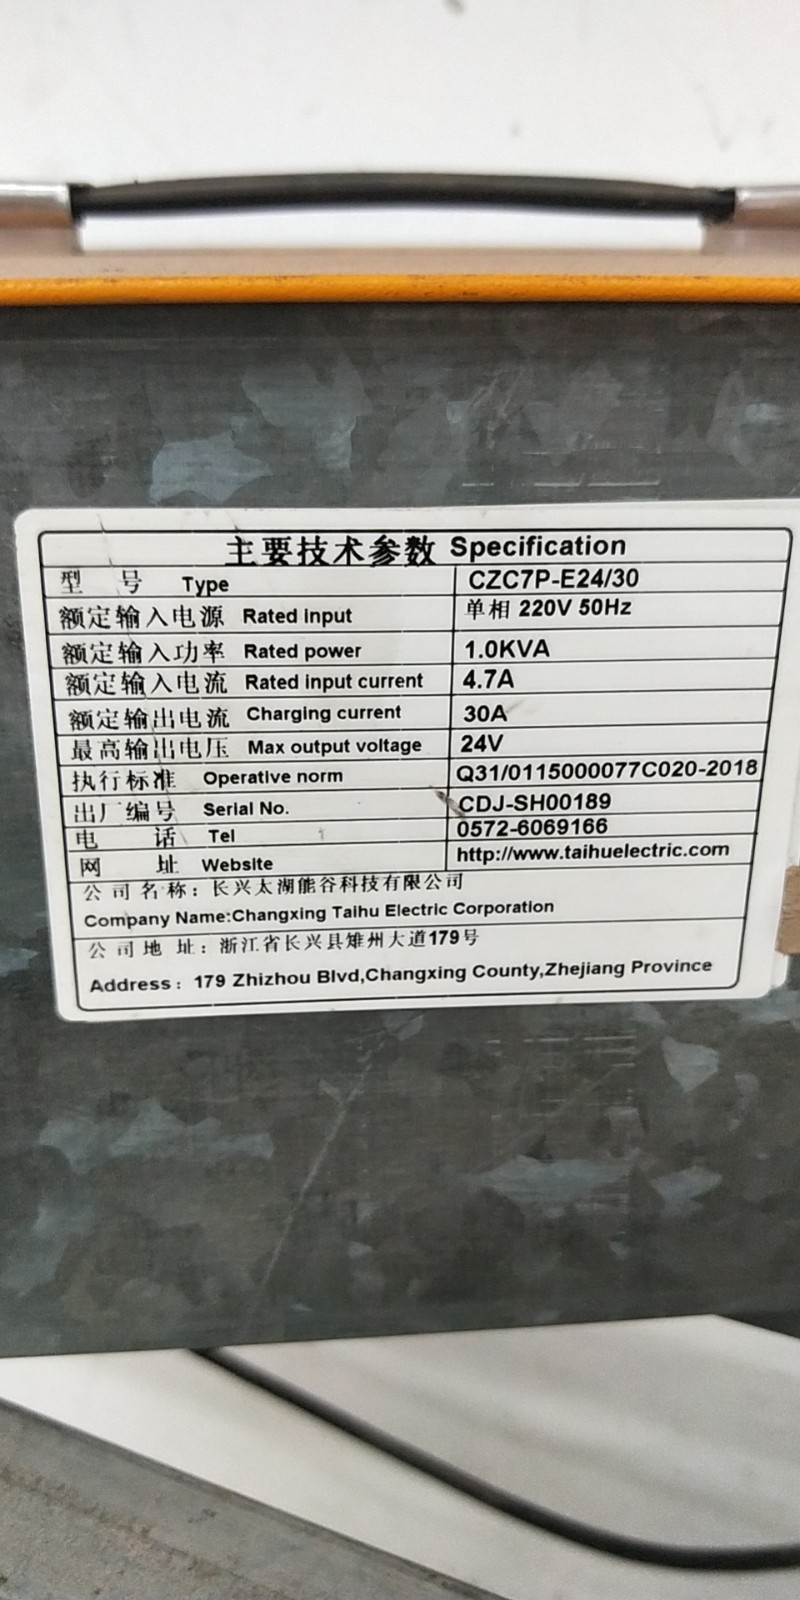 主要技术参数 Specification
型 号 Type CZC7P-E24/30
额定输入电源 Rated input 单相 220V 50Hz
额定输入功率 Rated power 1.0KVA
额定输入电流 Rated input current 4.7A
额定输出电流 Charging current 30A
最高输出电压 Max output voltage 24V
执行标准 Operative norm Q31/0115000077C020-2018
出厂编号 Serial No. CDJ-SH00189
电 话 Tel 0572-6069166
网 址 Website http://www.taihuelectric.com
公司名称：长兴太湖能谷科技有限公司
Company Name:Changxing Taihu Electric Corporation
公司地 址：浙江省长兴县雉州大道179号
Address：179 Zhizhou Blvd,Changxing County,Zhejiang Province